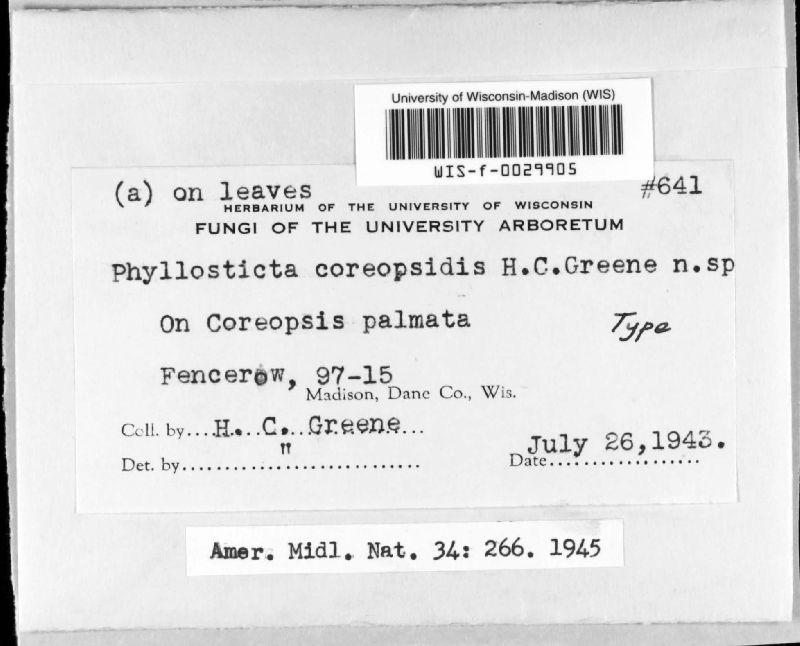 University of Wisconsin-Madison (WIS)
WIS-f-0029905
(a) on leaves #641
HERBARIUM OF THE UNIVERSITY OF WISCONSIN
FUNGI OF THE UNIVERSITY ARBORETUM
Phyllosticta coreopsidis H.C.Greene n.sp
On Coreopsis palmata Type
Fencerow, 97-15
Madison, Dane Co., Wis.
Coll. by....H. C. Greene...
Det. by.......".................... Date..................July 26,1943.
Amer. Midl. Nat. 34: 266. 1945